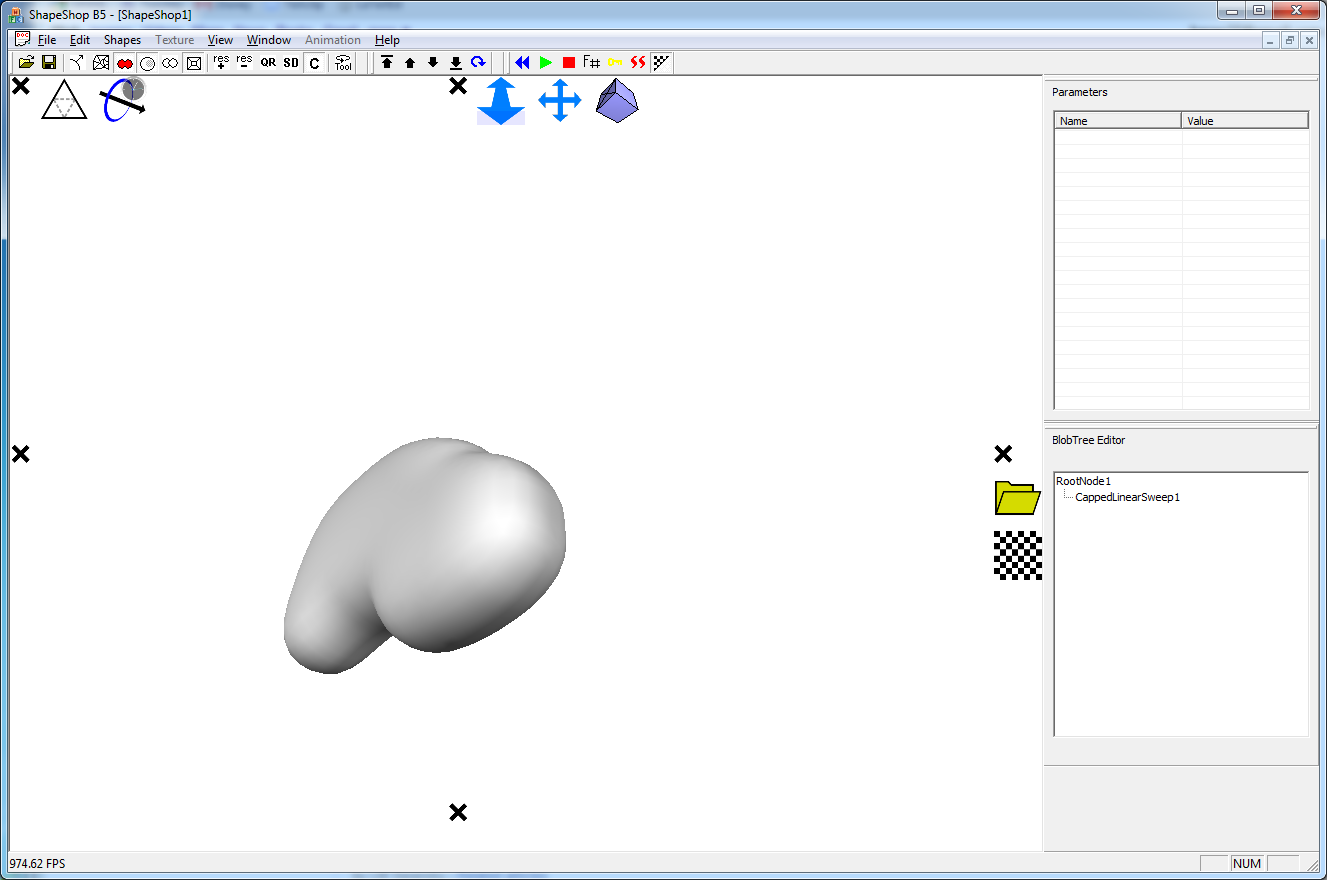 ShapeShop B5 - [ShapeShop1]
File Edit Shapes Texture View Window Animation Help
res res QR SD C Tool F# SS
Parameters
Name Value
BlobTree Editor
RootNode1
CappedLinearSweep1
974.62 FPS
NUM